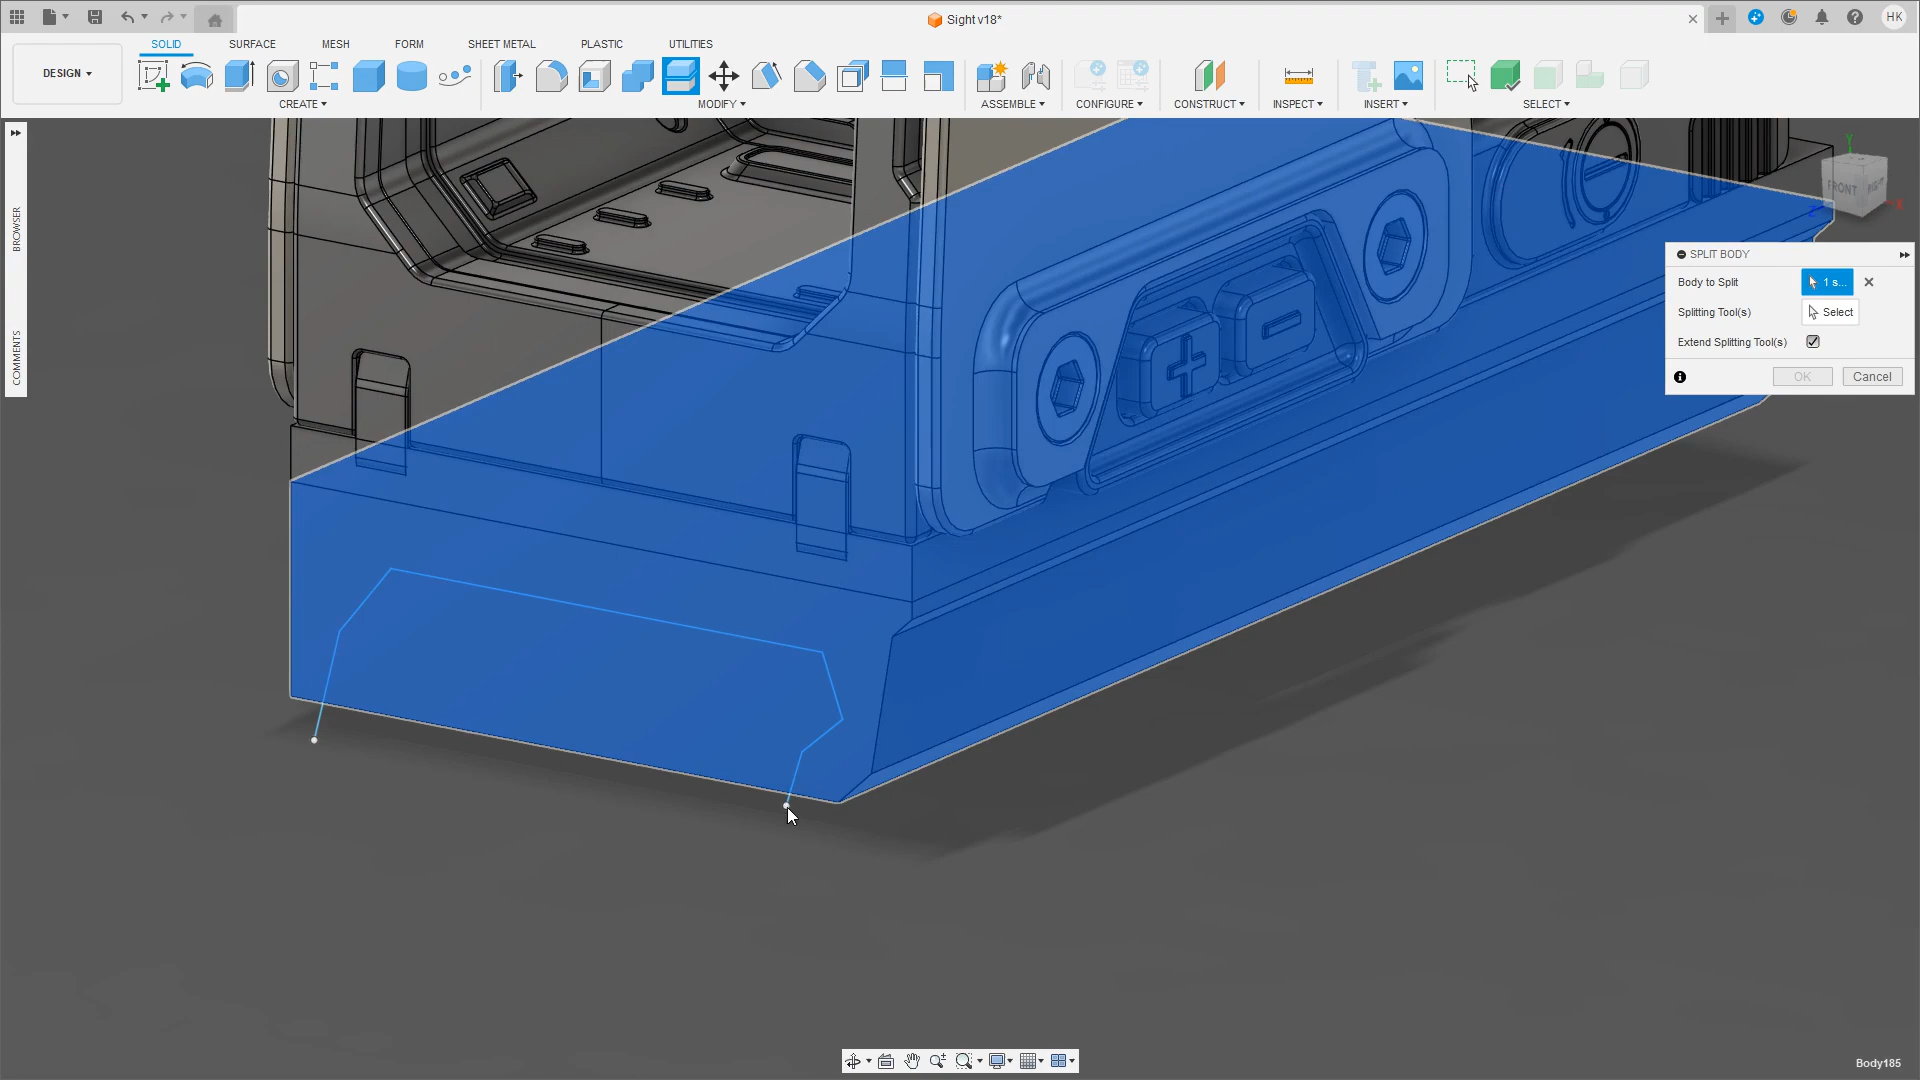 Sight v18*
HK
DESIGN
SOLID
SURFACE
MESH
FORM
SHEET METAL
PLASTIC
UTILITIES
CREATE
MODIFY
ASSEMBLE
CONFIGURE
CONSTRUCT
INSPECT
INSERT
SELECT
BROWSER
COMMENTS
Y
FRONT
RIGHT
Z
X
SPLIT BODY
Body to Split
1 s...
Splitting Tool(s)
Select
Extend Splitting Tool(s)
OK
Cancel
Body185